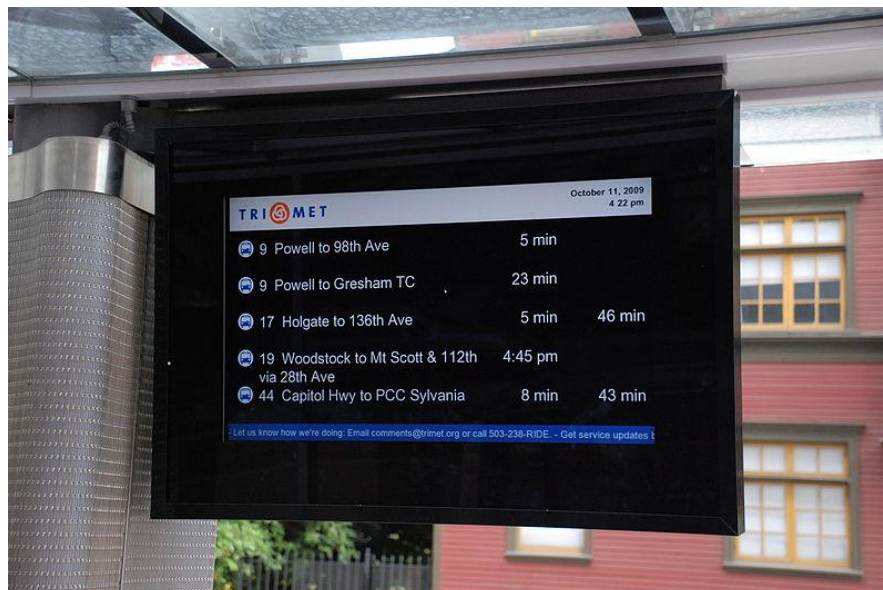 TRI MET
October 11, 2009
4 22 pm
9 Powell to 98th Ave 5 min
9 Powell to Gresham TC 23 min
17 Holgate to 136th Ave 5 min 46 min
19 Woodstock to Mt Scott & 112th 4:45 pm
via 28th Ave
44 Capitol Hwy to PCC Sylvania 8 min 43 min
- Let us know how we're doing: Email comments@trimet.org or call 503-238-RIDE. - Get service updates